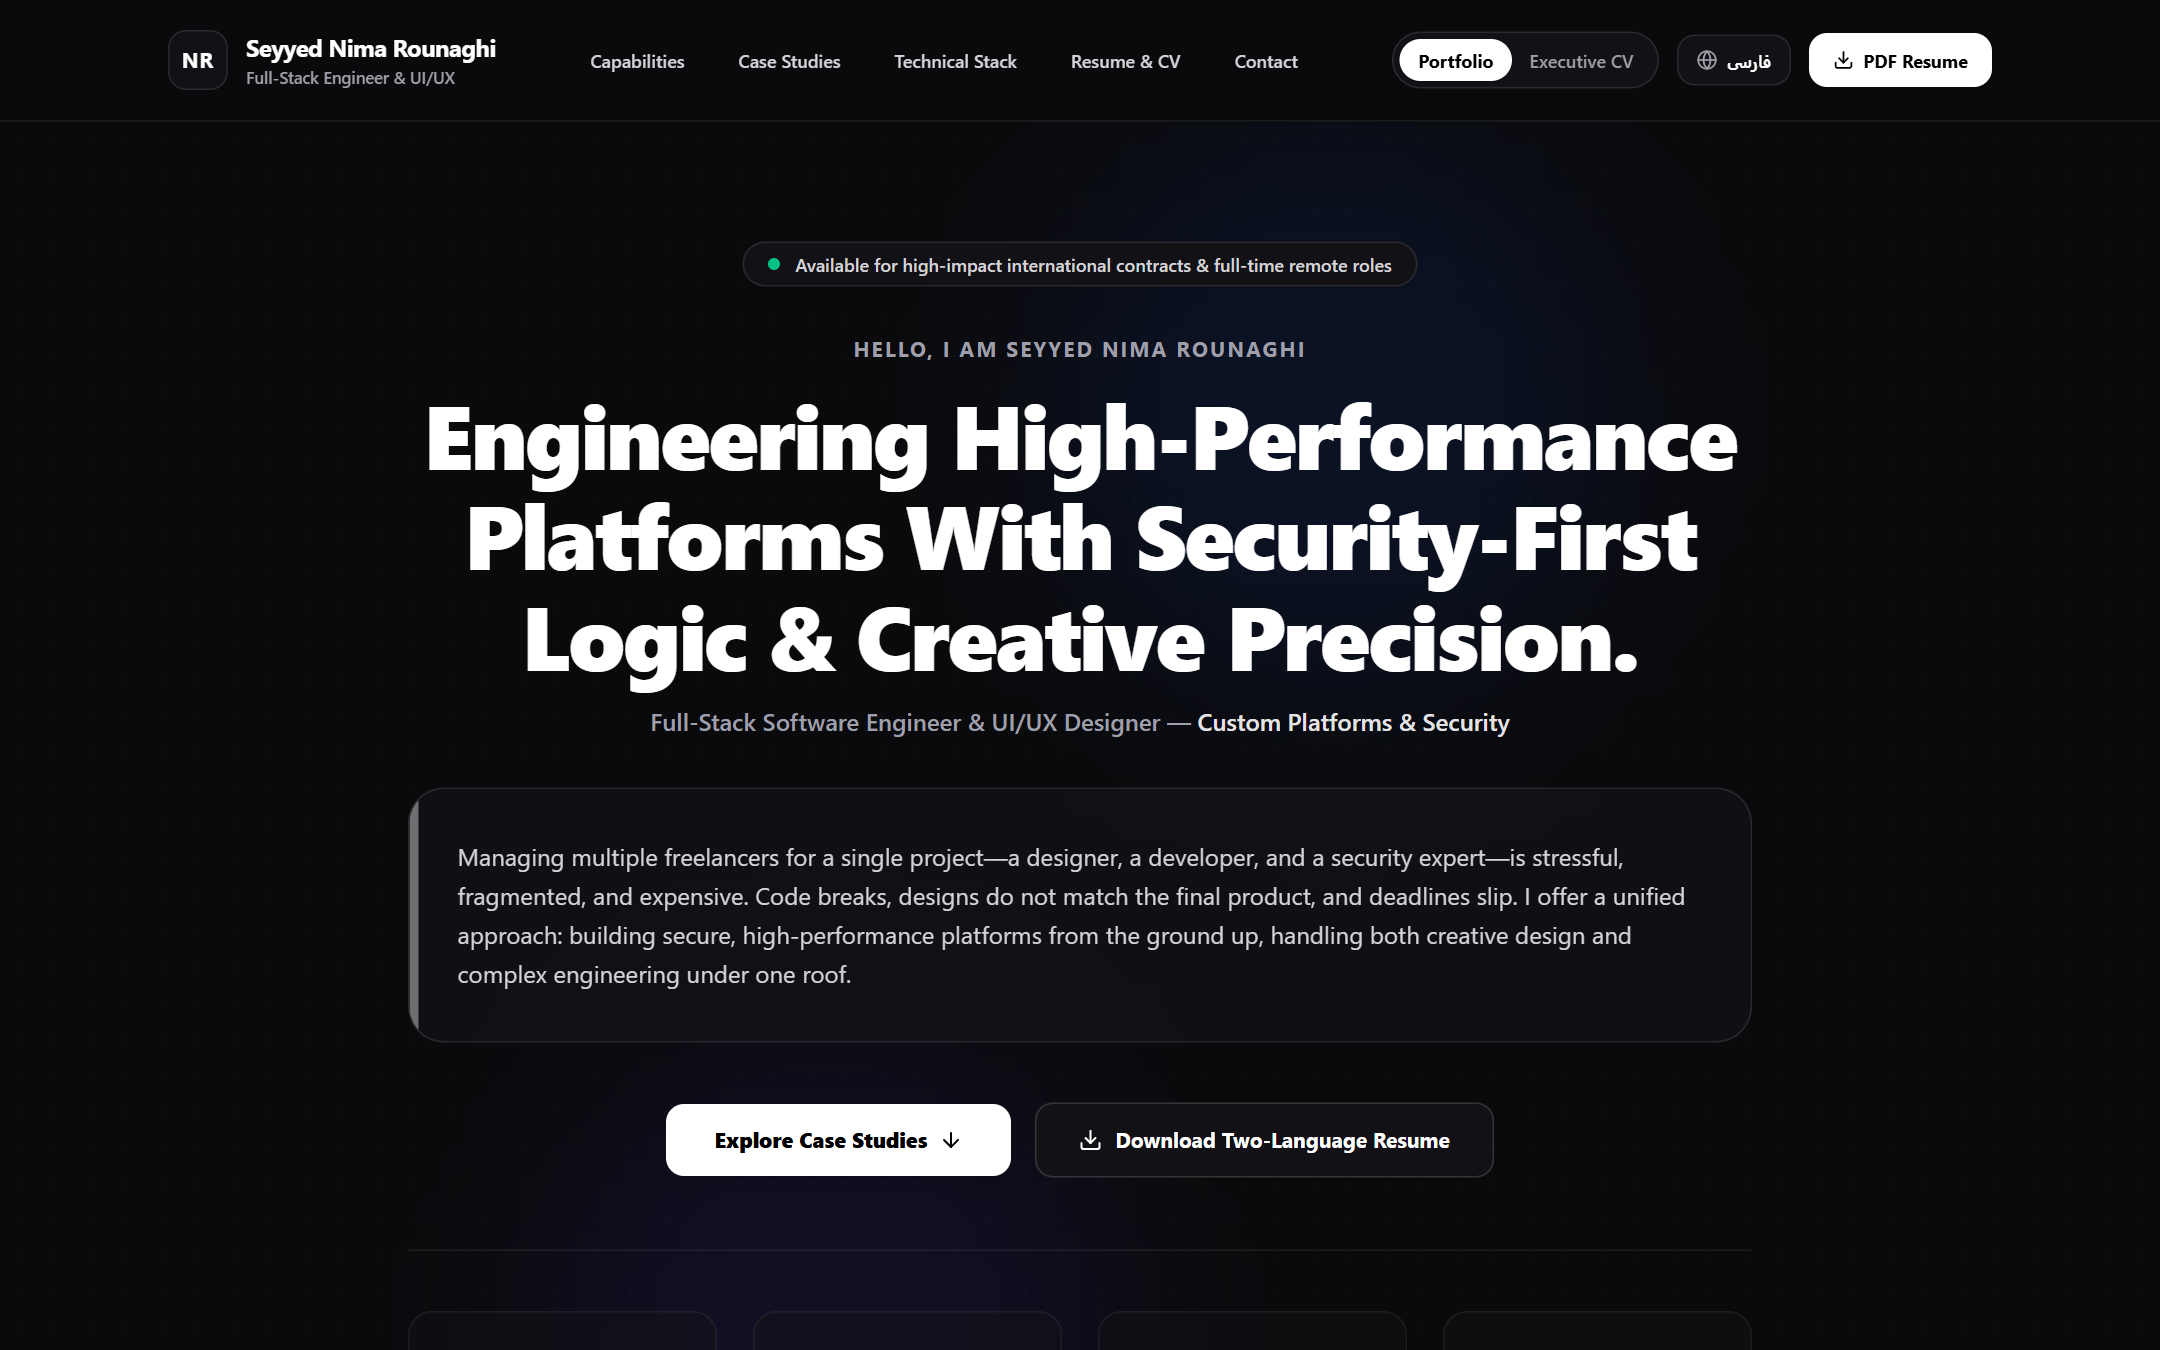 NR
Seyyed Nima Rounaghi
Full-Stack Engineer & UI/UX
Capabilities
Case Studies
Technical Stack
Resume & CV
Contact
Portfolio
Executive CV
فارسی
PDF Resume
Available for high-impact international contracts & full-time remote roles
HELLO, I AM SEYYED NIMA ROUNAGHI
Engineering High-Performance
Platforms With Security-First
Logic & Creative Precision.
Full-Stack Software Engineer & UI/UX Designer — Custom Platforms & Security
Managing multiple freelancers for a single project—a designer, a developer, and a security expert—is stressful,
fragmented, and expensive. Code breaks, designs do not match the final product, and deadlines slip. I offer a unified
approach: building secure, high-performance platforms from the ground up, handling both creative design and
complex engineering under one roof.
Explore Case Studies
Download Two-Language Resume